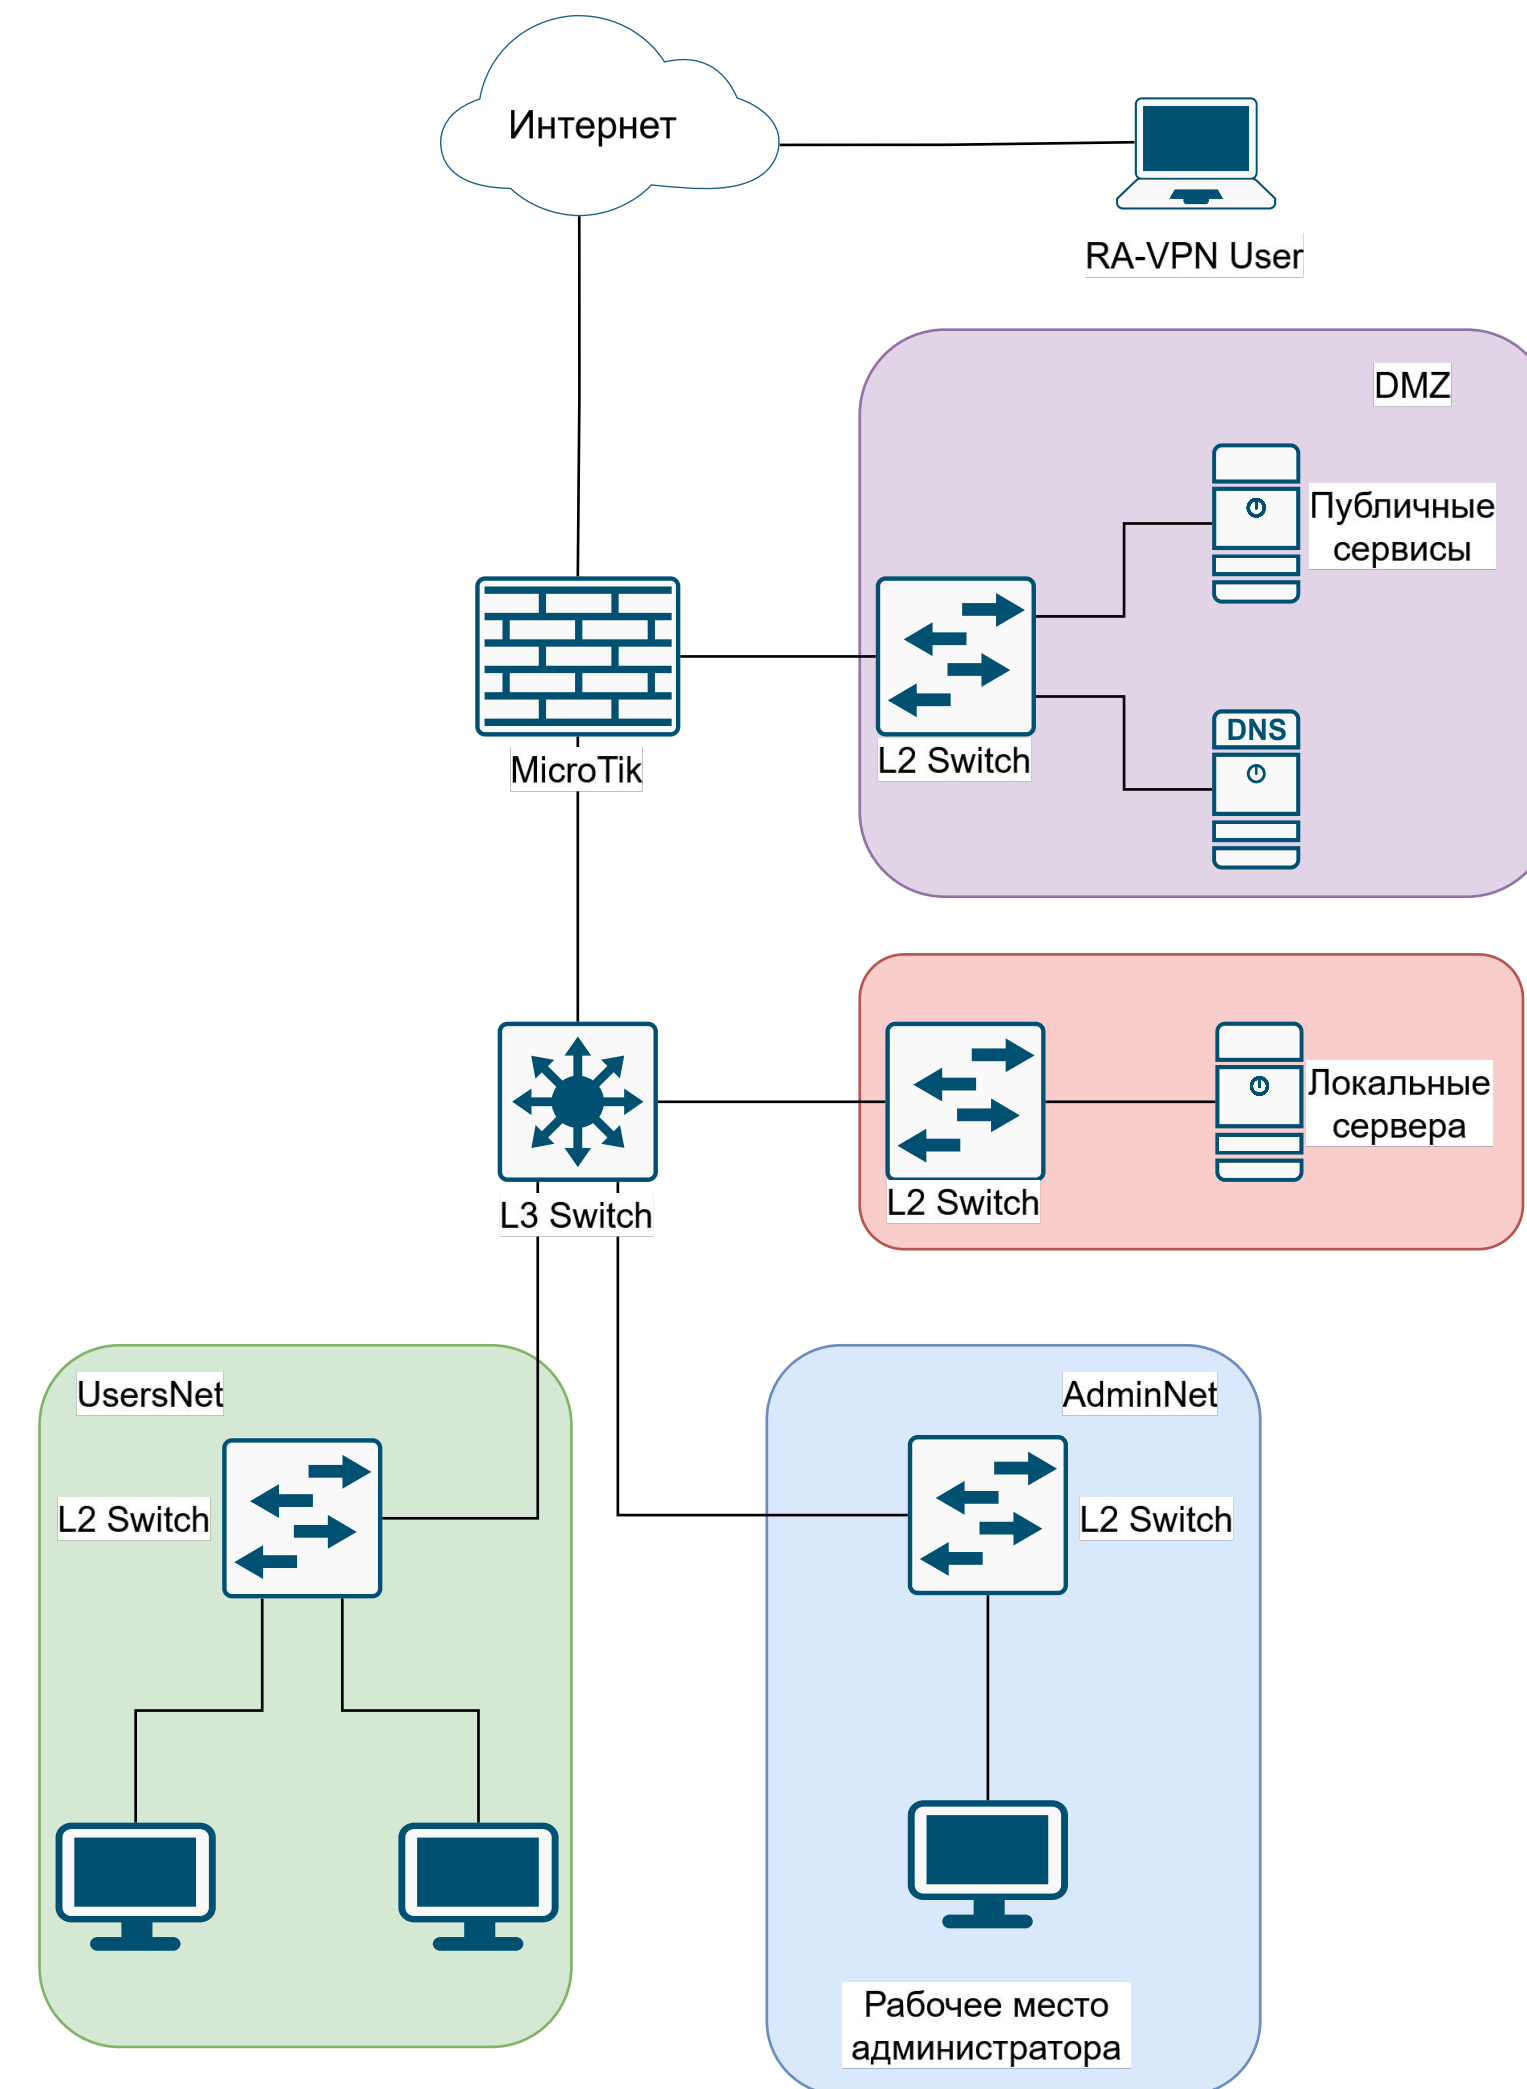 Интернет
RA-VPN User
DMZ
Публичные
сервисы
DNS
L2 Switch
MicroTik
Локальные
сервера
L2 Switch
L3 Switch
UsersNet
AdminNet
L2 Switch
L2 Switch
Рабочее место
администратора